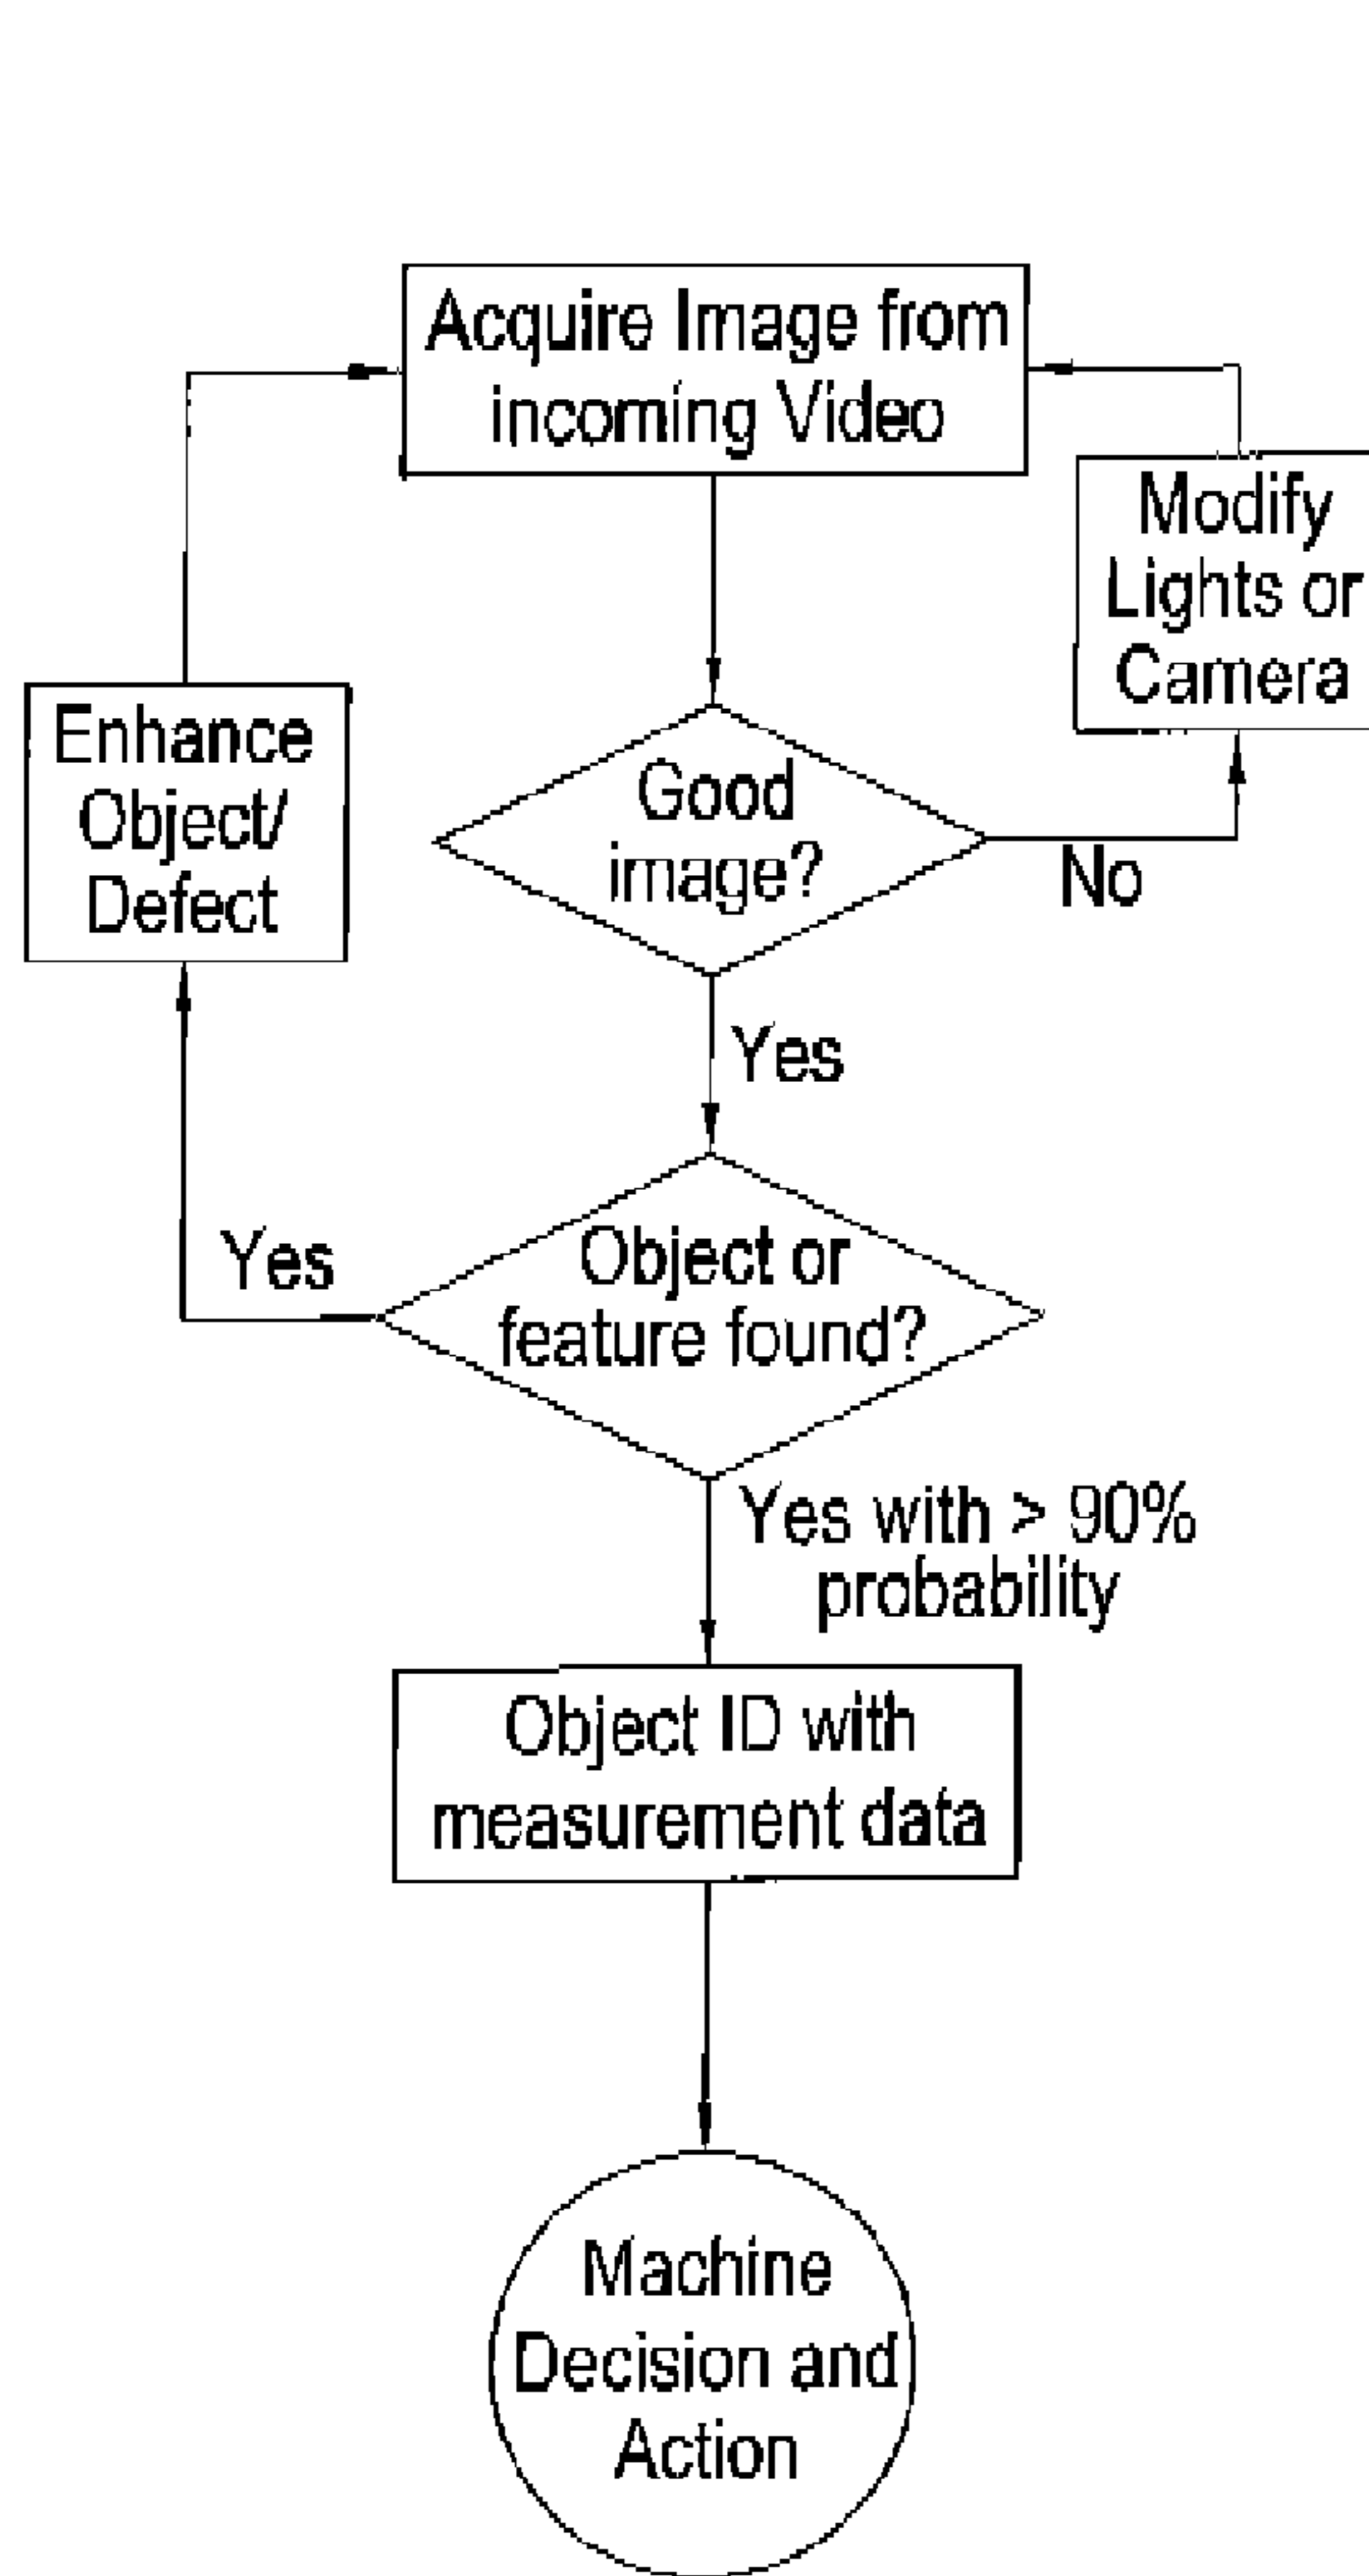 Acquire Image from
incoming Video
Modify
Lights or
Camera
Enhance
Object/
Defect
Good
image?
No
Yes
Yes
Object or
feature found?
Yes with > 90%
probability
Object ID with
measurement data
Machine
Decision and
Action